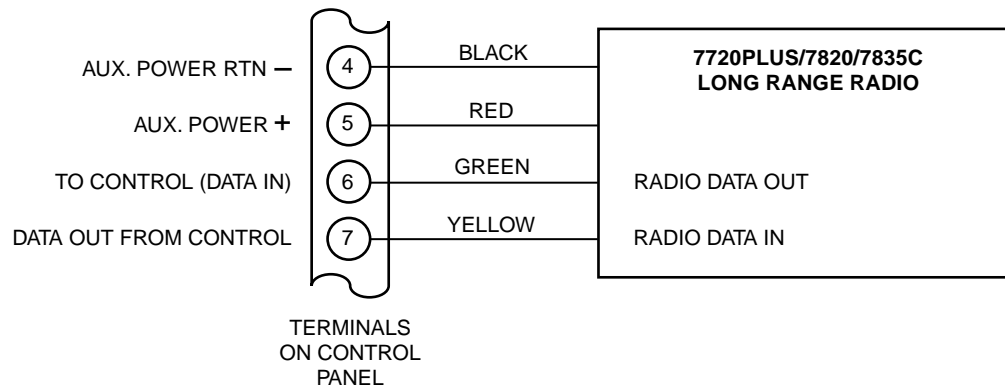 AUX. POWER RTN –
4
BLACK
7720PLUS/7820/7835C
LONG RANGE RADIO
AUX. POWER +
5
RED
TO CONTROL (DATA IN)
6
GREEN
RADIO DATA OUT
DATA OUT FROM CONTROL
7
YELLOW
RADIO DATA IN
TERMINALS
ON CONTROL
PANEL